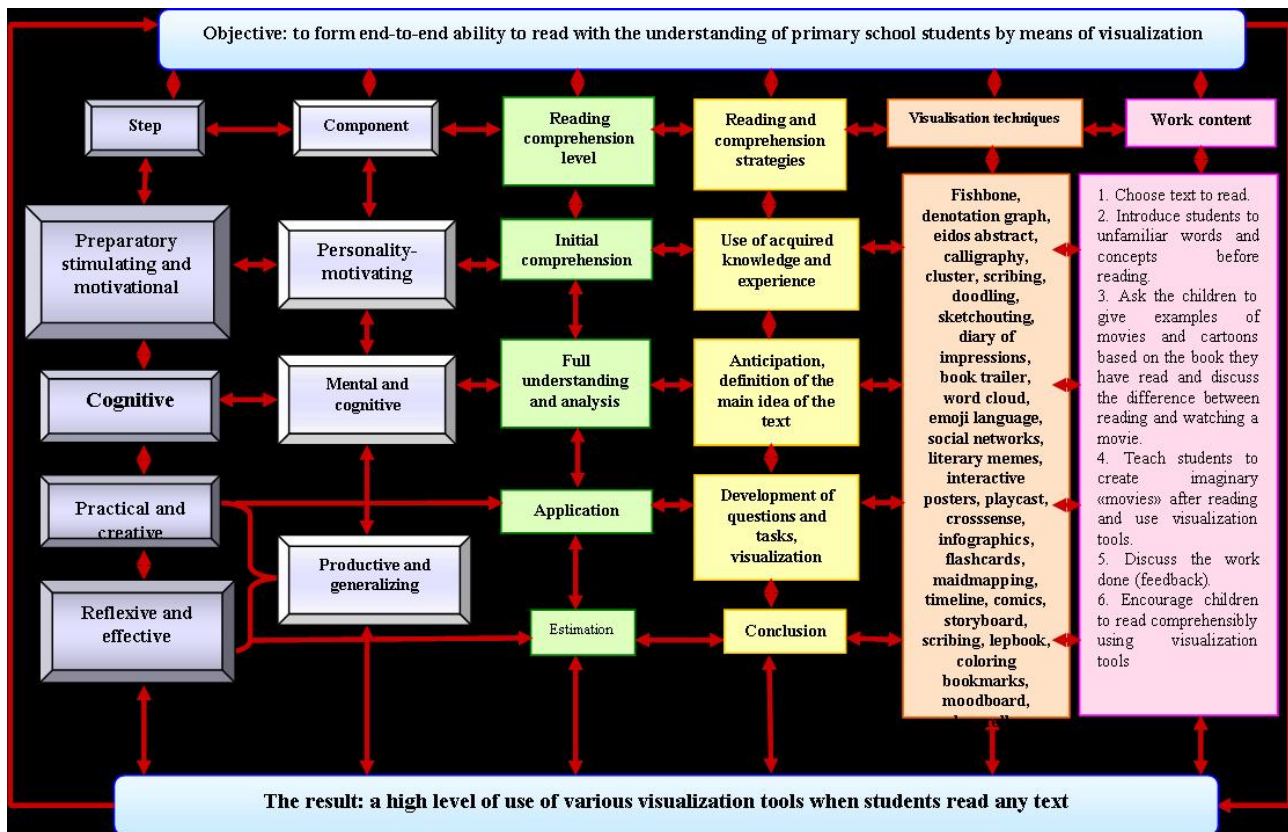 Objective: to form end-to-end ability to read with the understanding of primary school students by means of visualization
Step
Component
Reading
comprehension
level
Reading and
comprehension
strategies
Visualisation techniques
Work content
Preparatory
stimulating and
motivational
Personality-
motivating
Initial
comprehension
Use of acquired
knowledge and
experience
Cognitive
Mental and
cognitive
Full
understanding
and analysis
Anticipation,
definition of the
main idea of the
text
Practical and
creative
Productive and
generalizing
Application
Development of
questions and
tasks,
visualization
Reflexive and
effective
Estimation
Conclusion
Fishbone,
denotation graph,
eidos abstract,
calligraphy,
cluster, scribing,
doodling,
sketchouting,
diary of
impressions,
book trailer,
word cloud,
emoji language,
social networks,
literary memes,
interactive
posters, playcast,
crosssense,
infographics,
flashcards,
maidmapping,
timeline, comics,
storyboard,
scribing, lepbook,
coloring
bookmarks,
moodboard,
1. Choose text to read.
2. Introduce students to
unfamiliar words and
concepts before
reading.
3. Ask the children to
give examples of
movies and cartoons
based on the book they
have read and discuss
the difference between
reading and watching a
movie.
4. Teach students to
create imaginary
«movies» after reading
and use visualization
tools.
5. Discuss the work
done (feedback).
6. Encourage children
to read comprehensibly
using visualization
tools
The result: a high level of use of various visualization tools when students read any text